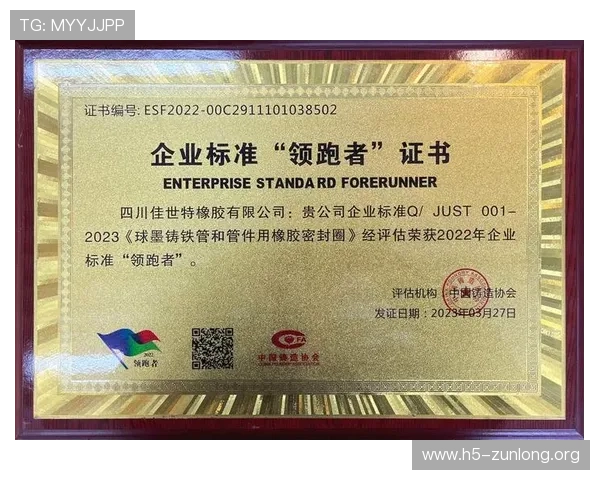 TG: MYYJJPP
证书编号: ESF2022-00C2911101038502
企业标准“领跑者”证书
ENTERPRISE STANDARD FORERUNNER
四川佳世特橡胶有限公司：贵公司企业标准Q/ JUST 001-
2023《球墨铸铁管和管件用橡胶密封圈》经评估荣获2022年企业
标准“领跑者”。
评估机构：中国铸造协会
发证日期：2023年03月27日
2022
领跑者
CFA
中国铸造协会
www.h5-zunlong.org